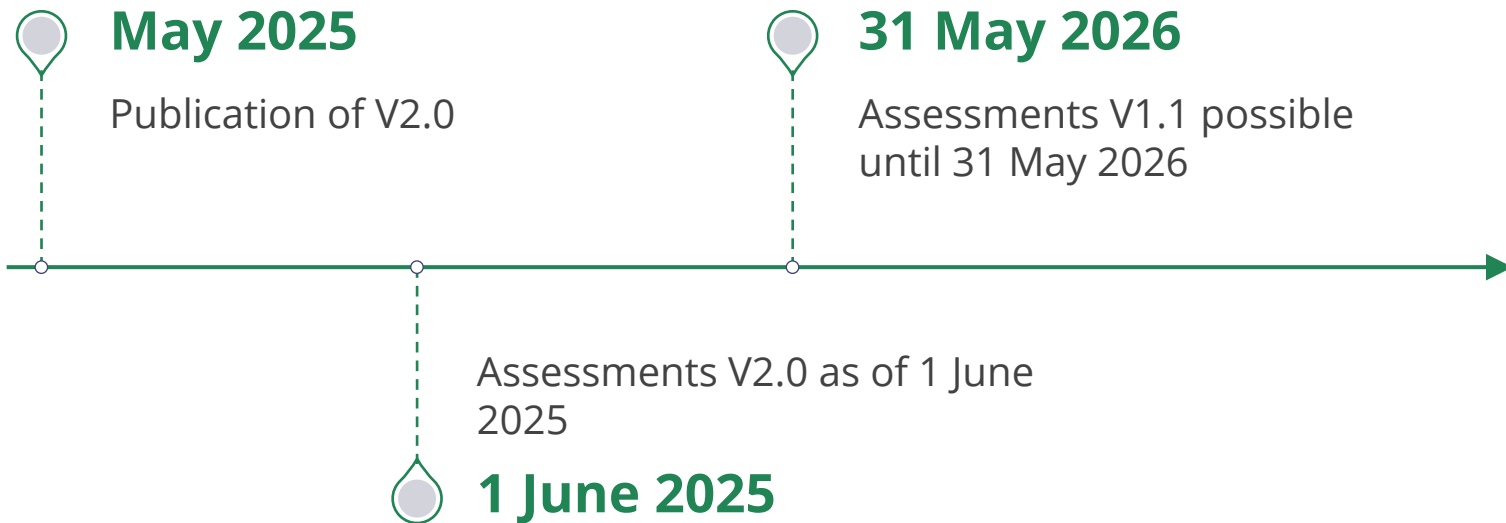 May 2025
Publication of V2.0
31 May 2026
Assessments V1.1 possible
until 31 May 2026
Assessments V2.0 as of 1 June
2025
1 June 2025